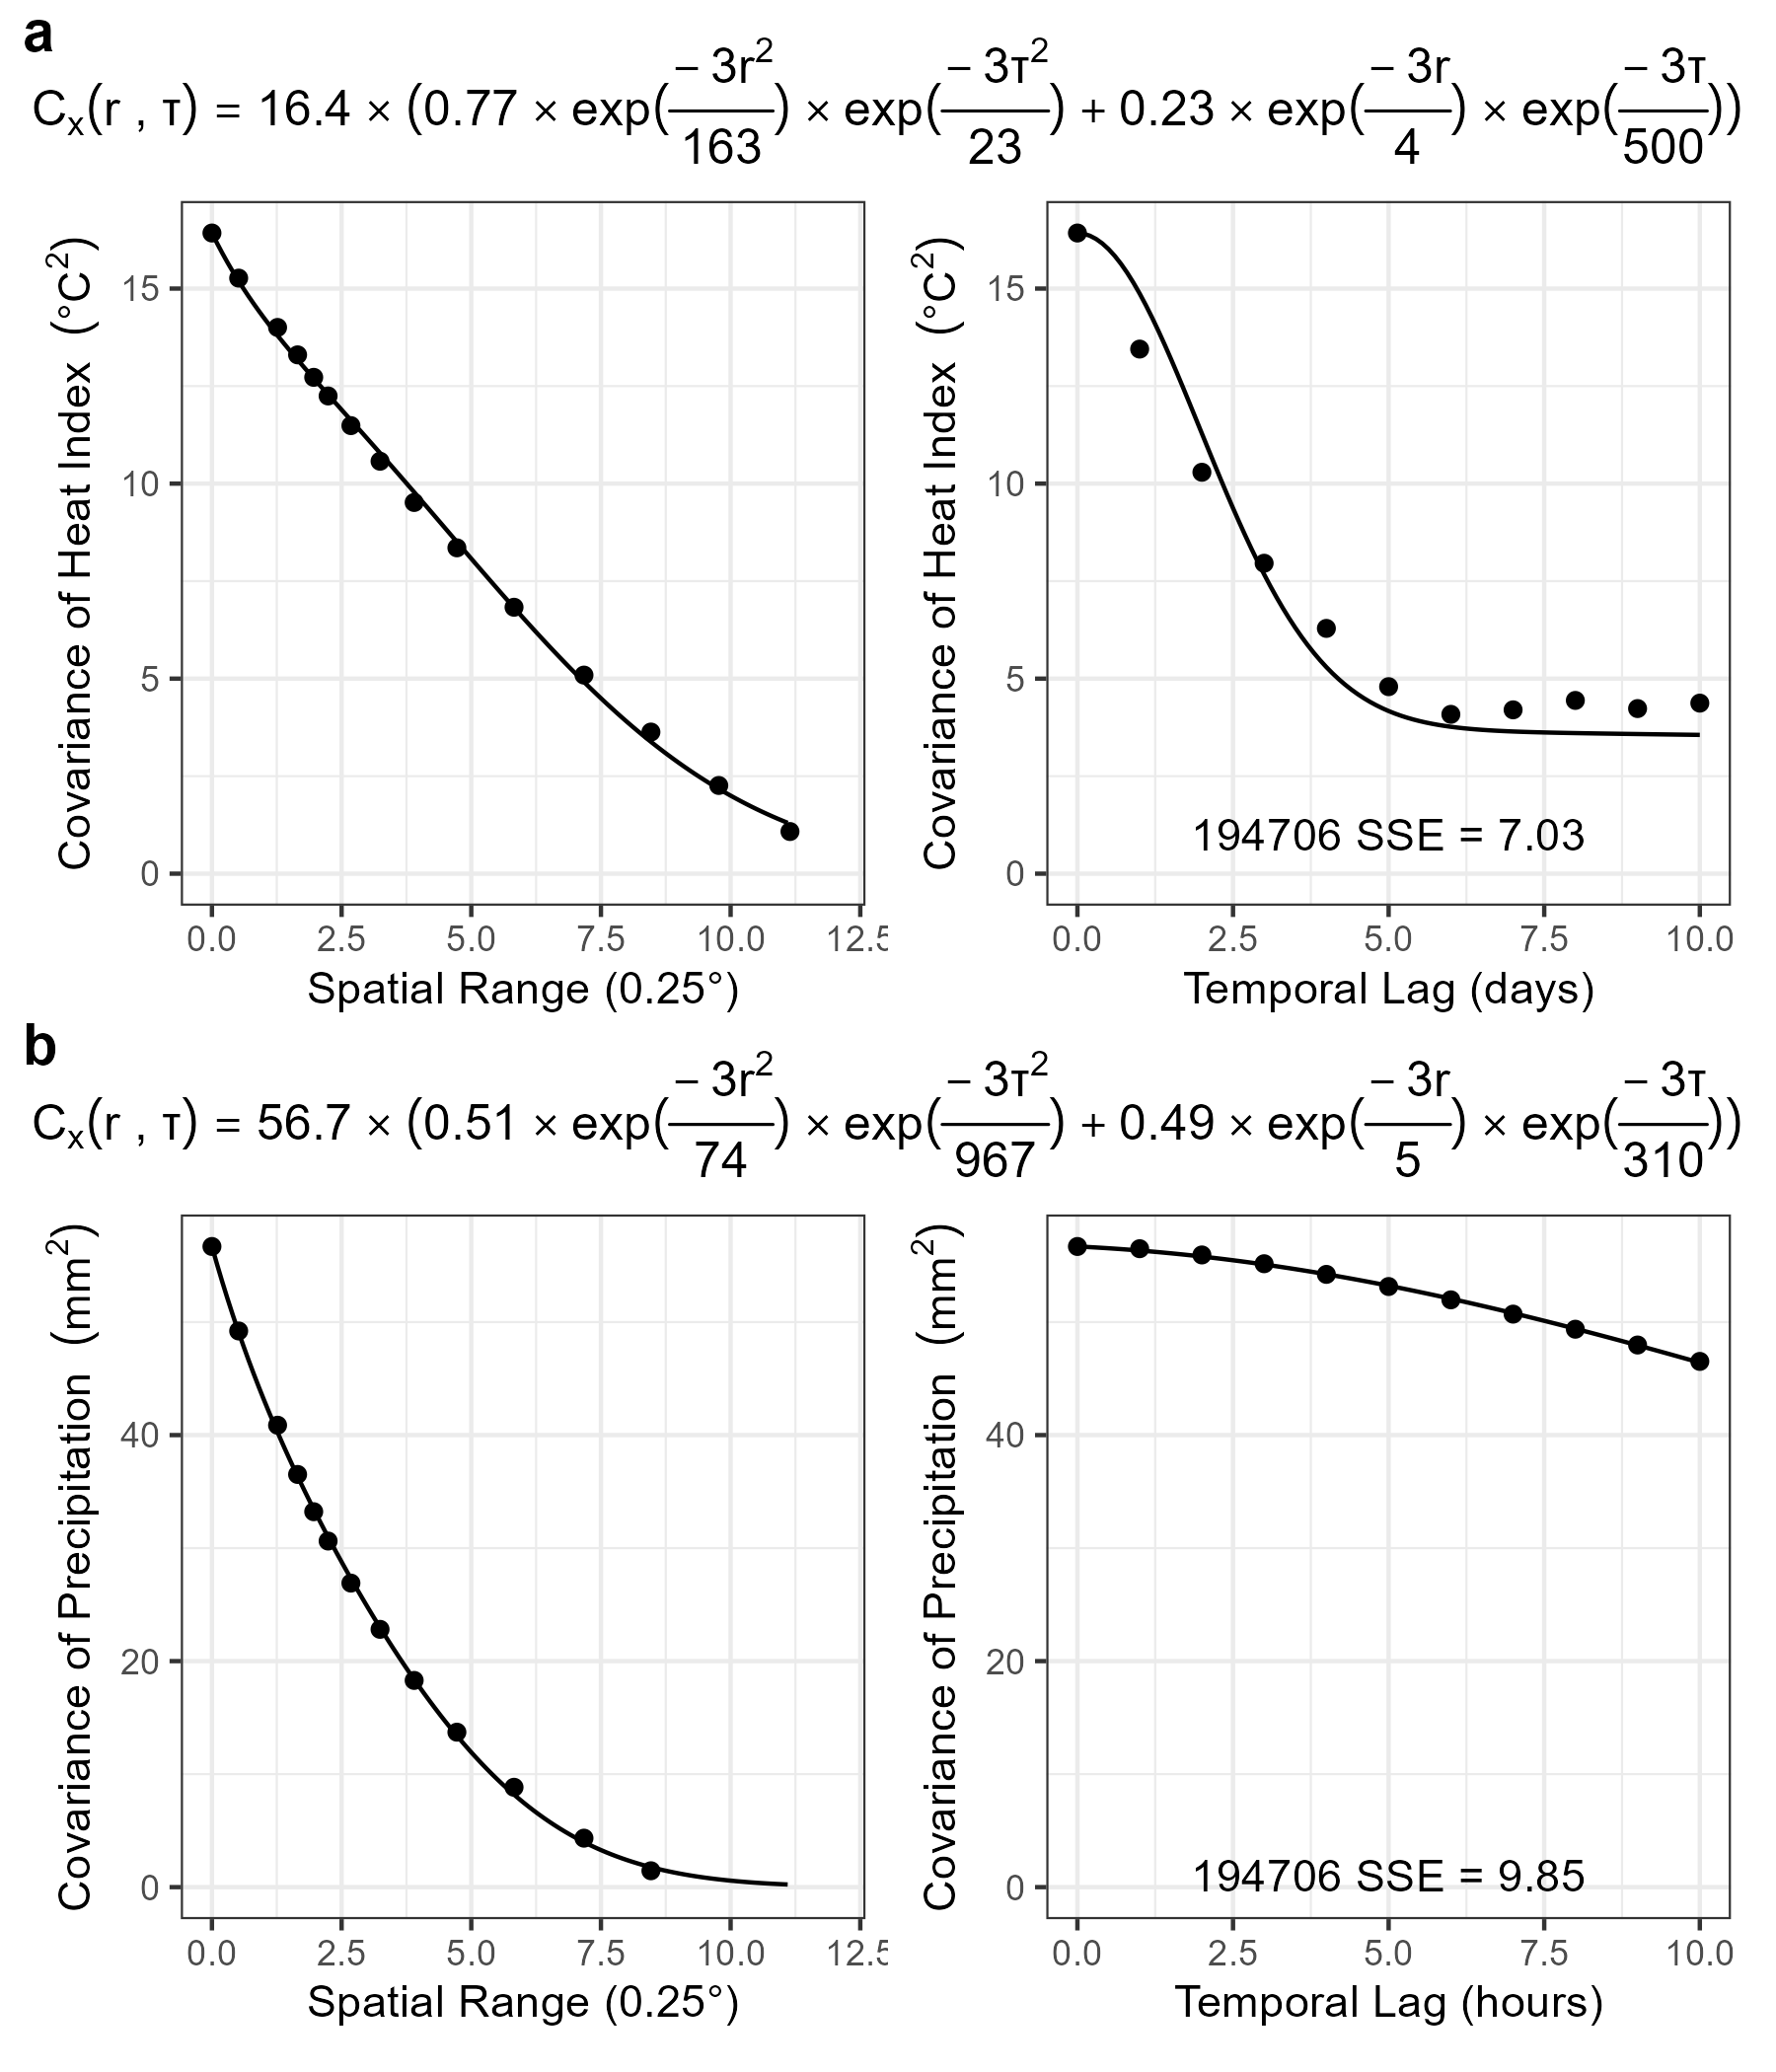 a
Cₓ(r , τ) = 16.4 × (0.77 × exp(− 3r² / 163) × exp(− 3τ² / 23) + 0.23 × exp(− 3r / 4) × exp(− 3τ / 500))
Covariance of Heat Index (°C²)
15
10
5
0
0.0 2.5 5.0 7.5 10.0 12.5
Spatial Range (0.25°)
Covariance of Heat Index (°C²)
15
10
5
0
194706 SSE = 7.03
0.0 2.5 5.0 7.5 10.0
Temporal Lag (days)
b
Cₓ(r , τ) = 56.7 × (0.51 × exp(− 3r² / 74) × exp(− 3τ² / 967) + 0.49 × exp(− 3r / 5) × exp(− 3τ / 310))
Covariance of Precipitation (mm²)
40
20
0
0.0 2.5 5.0 7.5 10.0 12.5
Spatial Range (0.25°)
Covariance of Precipitation (mm²)
40
20
0
194706 SSE = 9.85
0.0 2.5 5.0 7.5 10.0
Temporal Lag (hours)